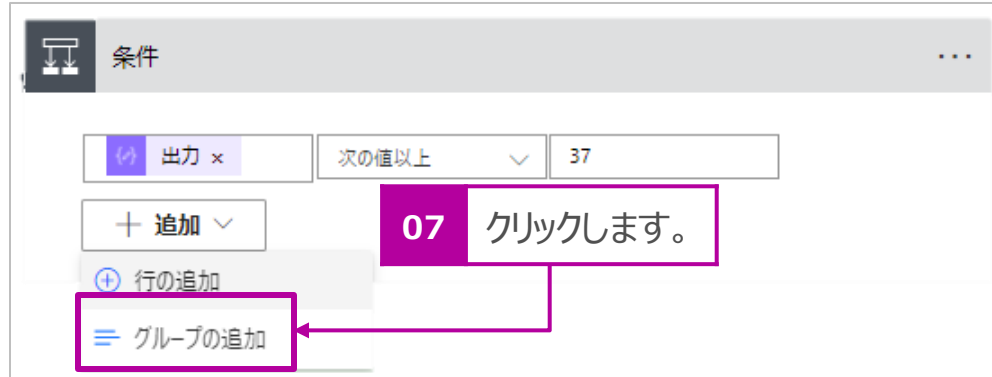 条件
出力 × 次の値以上 37
+ 追加
07 クリックします。
行の追加
グループの追加